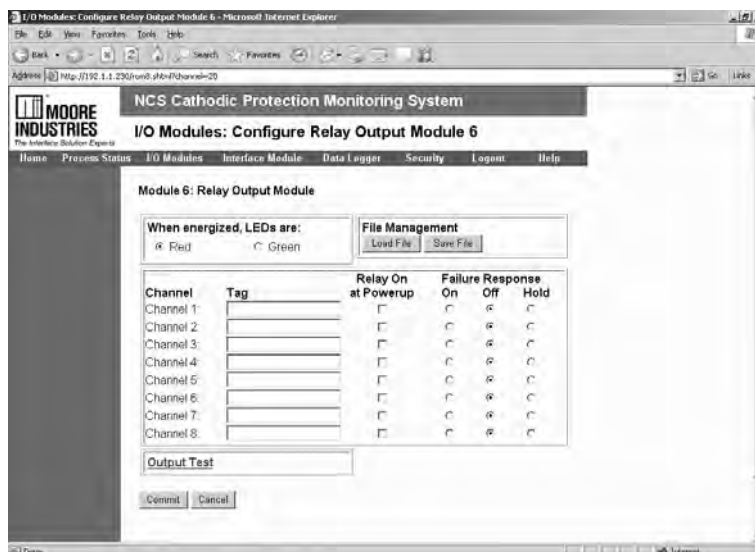 I/O Modules: Configure Relay Output Module 6 - Microsoft Internet Explorer
File Edit View Favorites Tools Help
Back Search Favorites
Address http://192.1.1.230/rom8.shtml?channel=20 Go Links
MOORE
INDUSTRIES
The Interface Solution Experts
NCS Cathodic Protection Monitoring System
I/O Modules: Configure Relay Output Module 6
Home Process Status I/O Modules Interface Module Data Logger Security Logout Help
Module 6: Relay Output Module
When energized, LEDs are:
Red Green
File Management
Load File Save File
Relay On Failure Response
Channel Tag at Powerup On Off Hold
Channel 1:
Channel 2:
Channel 3:
Channel 4:
Channel 5:
Channel 6:
Channel 7:
Channel 8:
Output Test
Commit Cancel
Internet